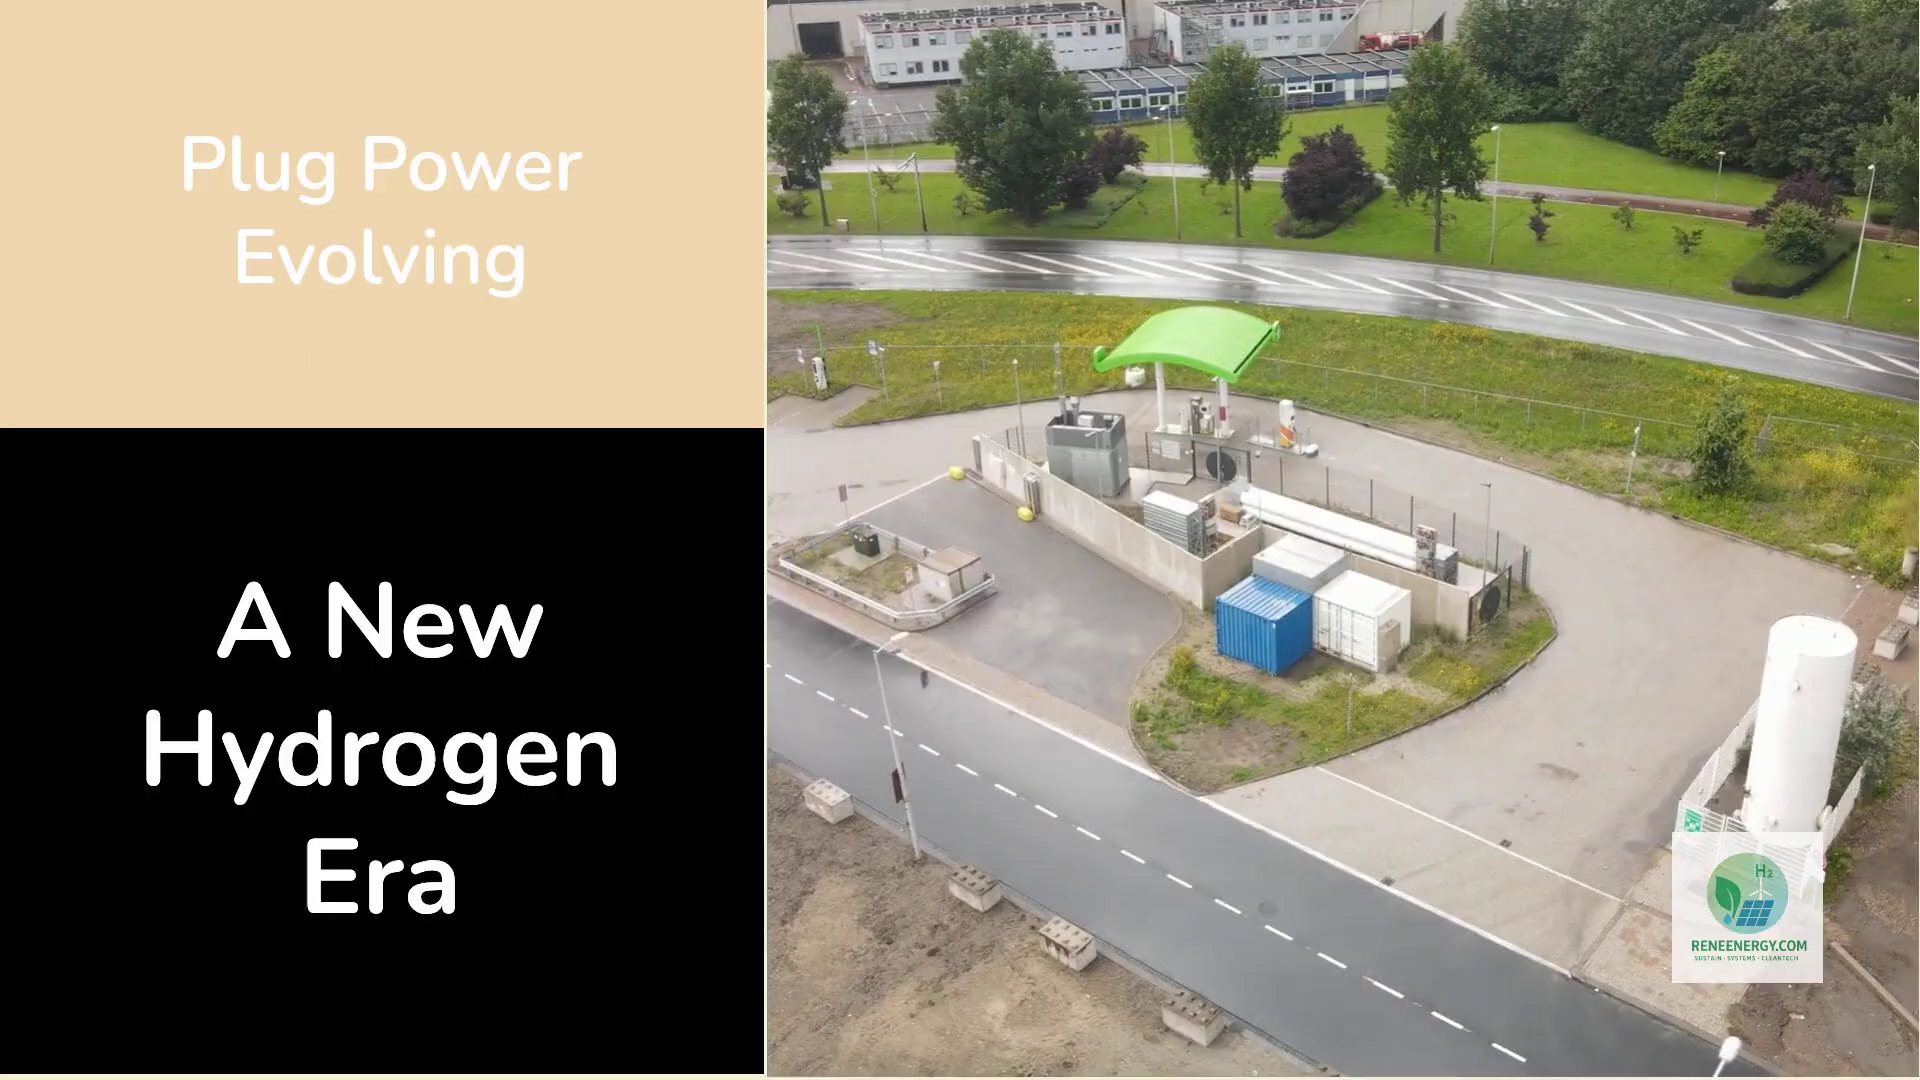 Plug Power
Evolving
A New
Hydrogen
Era
H2
RENEENERGY.COM
SUSTAIN · SYSTEMS · CLEANTECH